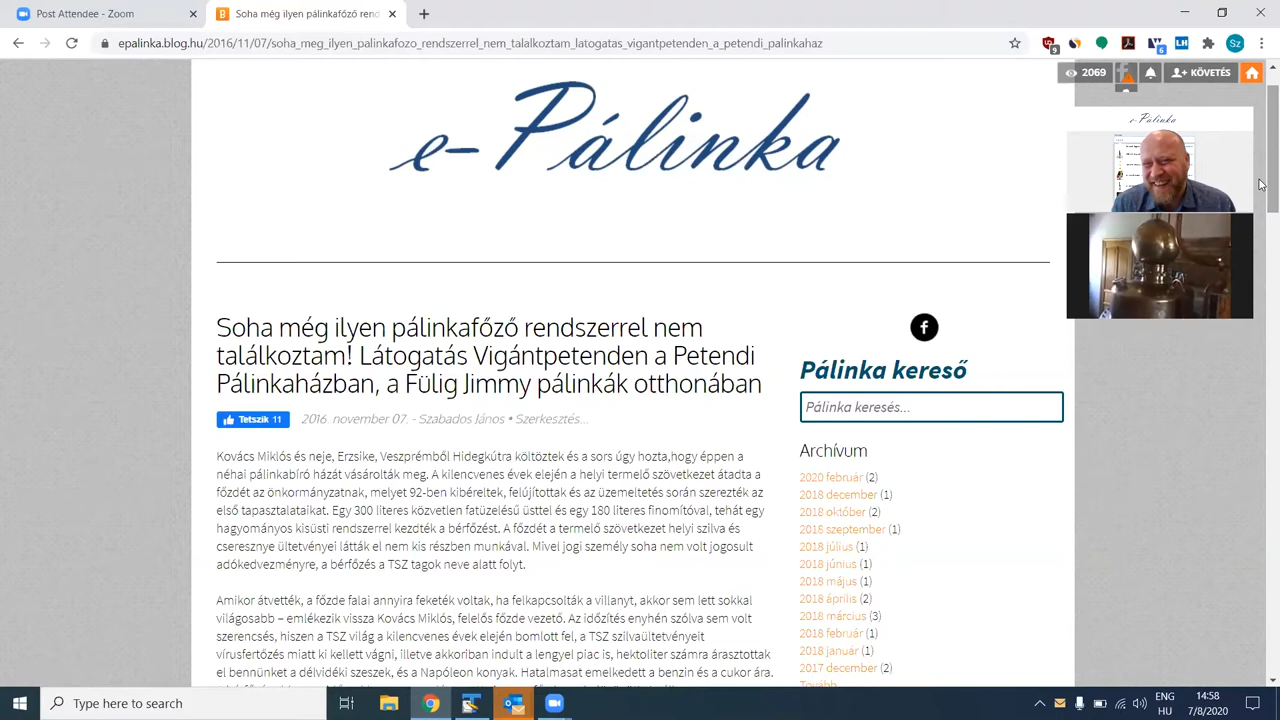 Post Attendee - Zoom
Soha még ilyen pálinkafőző rend
epalinka.blog.hu/2016/11/07/soha_meg_ilyen_palinkafozo_rendszerrel_nem_talalkoztam_latogatas_vigantpetenden_a_petendi_palinkahaz
9
6
LH
Sz
2069
KÖVETÉS
e-Pálinka
e-Pálinka
Soha még ilyen pálinkafőző rendszerrel nem
találkoztam! Látogatás Vigántpetenden a Petendi
Pálinkaházban, a Fülig Jimmy pálinkák otthonában
Tetszik 11
2016. november 07. - Szabados János • Szerkesztés...
Kovács Miklós és neje, Erzsike, Veszprémből Hidegkútra költöztek és a sors úgy hozta,hogy éppen a
néhai pálinkabíró házát vásárolták meg. A kilencvenes évek elején a helyi termelő szövetkezet átadta a
főzdét az önkormányzatnak, melyet 92-ben kibéreltek, felújítottak és az üzemeltetés során szerezték az
első tapasztalataikat. Egy 300 literes közvetlen fatüzelésű üsttel és egy 180 literes finomítóval, tehát egy
hagyományos kisüsti rendszerrel kezdték a bérfőzést. A főzdét a termelő szövetkezet helyi szilva és
cseresznye ültetvényei látták el nem kis részben munkával. Mivel jogi személy soha nem volt jogosult
adókedvezményre, a bérfőzés a TSZ tagok neve alatt folyt.
Amikor átvették, a főzde falai annyira feketék voltak, ha felkapcsolták a villanyt, akkor sem lett sokkal
világosabb – emlékezik vissza Kovács Miklós, felelős főzde vezető. Az időzítés enyhén szólva sem volt
szerencsés, hiszen a TSZ világ a kilencvenes évek elején bomlott fel, a TSZ szilvaültetvényeit
vírusfertőzés miatt ki kellett vágni, illetve akkoriban indult a lengyel piac is, hektoliter számra árasztottak
el bennünket a délvidéki szeszek, és a Napóleon konyak. Hatalmasat emelkedett a benzin és a cukor ára.
Pálinka kereső
Pálinka keresés...
Archívum
2020 február (2)
2018 december (1)
2018 október (2)
2018 szeptember (1)
2018 július (1)
2018 június (1)
2018 május (1)
2018 április (2)
2018 március (3)
2018 február (1)
2018 január (1)
2017 december (2)
Tovább
Type here to search
ENG
HU
14:58
7/8/2020